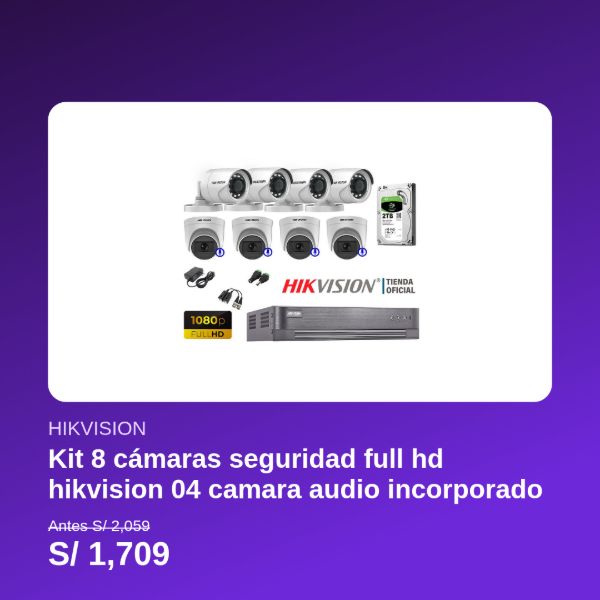 2TB
HIKVISION® TIENDA OFICIAL
1080p
FULLHD
HIKVISION
Kit 8 cámaras seguridad full hd
hikvision 04 camara audio incorporado
Antes S/ 2,059
S/ 1,709